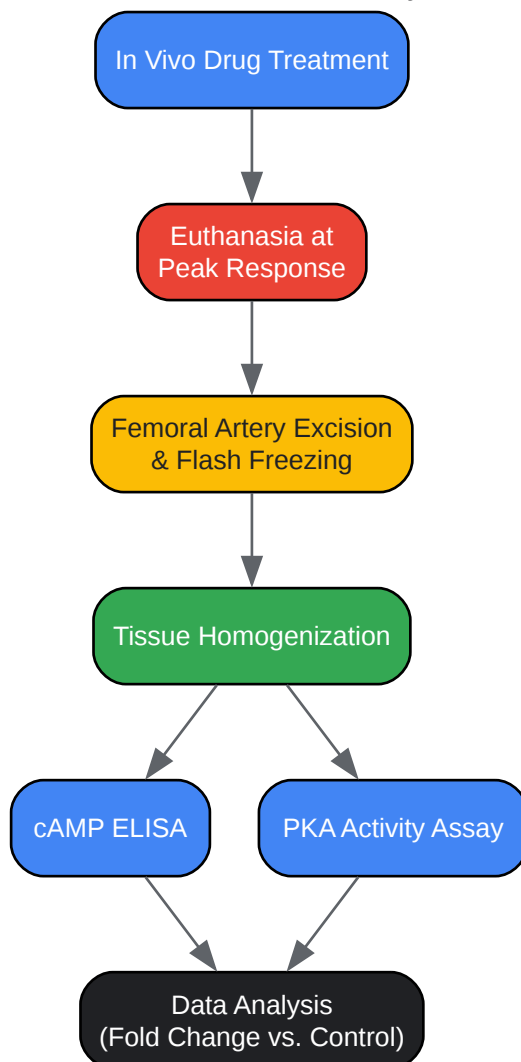 In Vivo Drug Treatment
Euthanasia at
Peak Response
Femoral Artery Excision
& Flash Freezing
Tissue Homogenization
cAMP ELISA
PKA Activity Assay
Data Analysis
(Fold Change vs. Control)